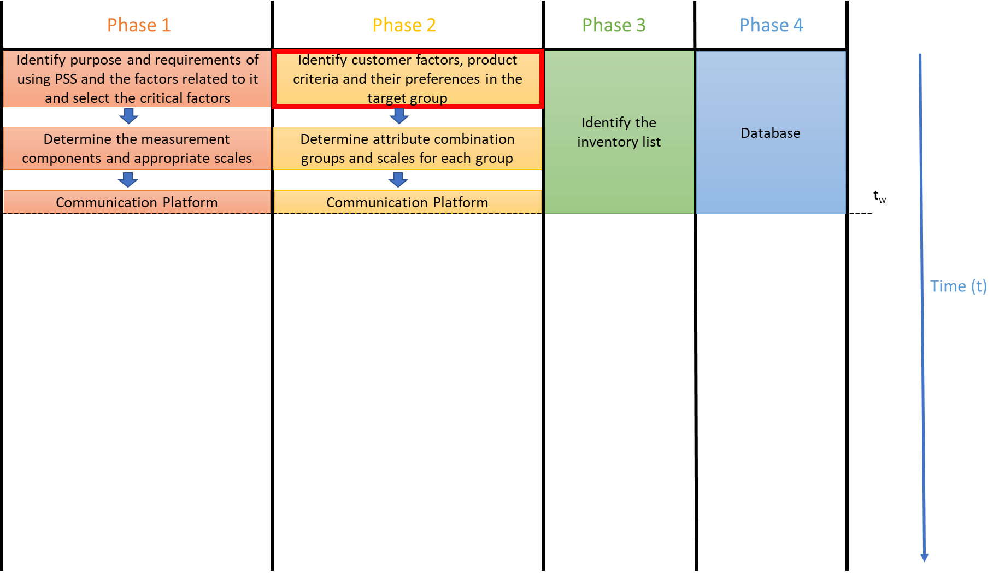 Phase 1
Phase 2
Phase 3
Phase 4
Identify purpose and requirements of
using PSS and the factors related to it
and select the critical factors
Determine the measurement
components and appropriate scales
Communication Platform
Identify customer factors, product
criteria and their preferences in the
target group
Determine attribute combination
groups and scales for each group
Communication Platform
Identify the
inventory list
Database
tw
Time (t)